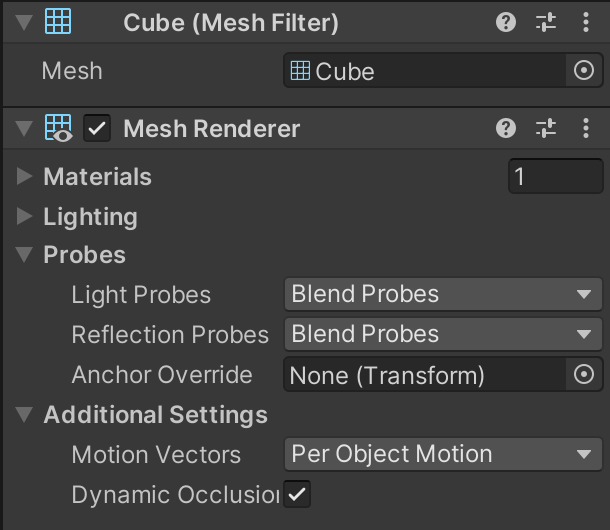 Cube (Mesh Filter)
Mesh Cube
Mesh Renderer
Materials 1
Lighting
Probes
Light Probes Blend Probes
Reflection Probes Blend Probes
Anchor Override None (Transform)
Additional Settings
Motion Vectors Per Object Motion
Dynamic Occlusion